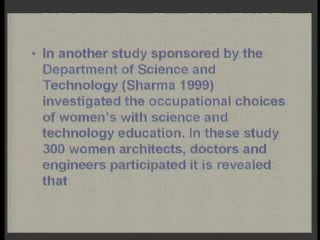 • In another study sponsored by the
Department of Science and
Technology (Sharma 1999)
investigated the occupational choices
of women's with science and
technology education. In these study
300 women architects, doctors and
engineers participated it is revealed
that